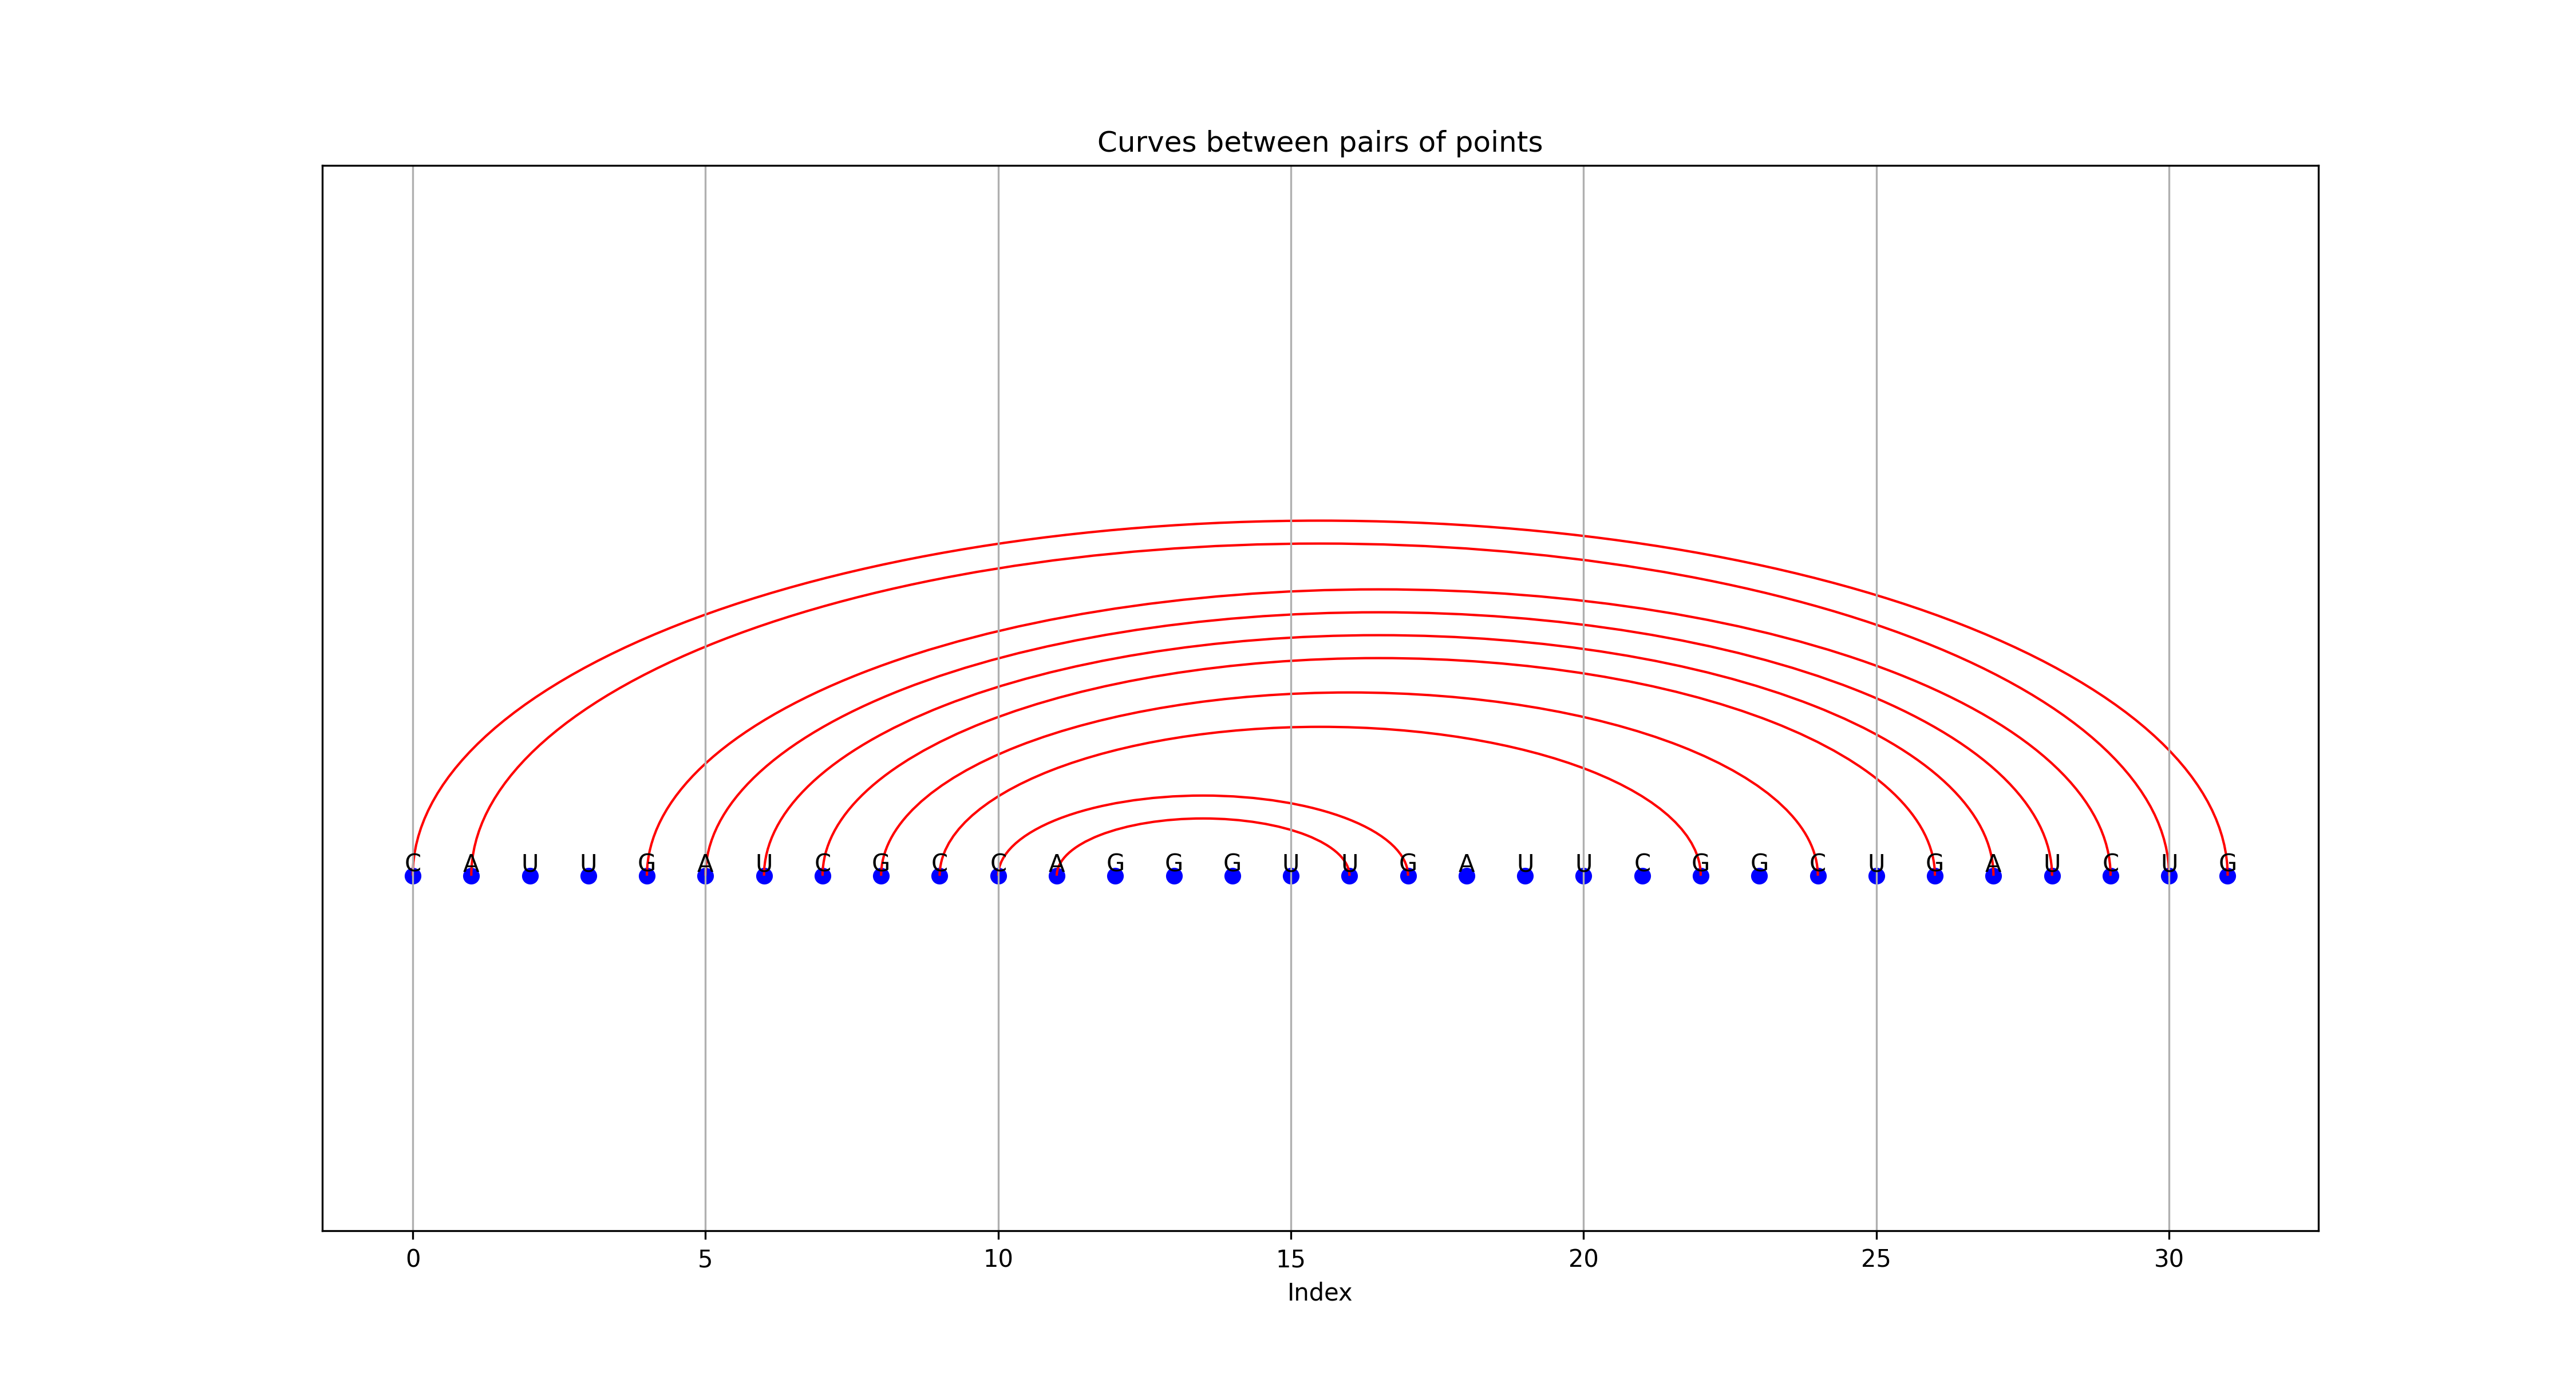 Curves between pairs of points
C A U U G A U C G C C A G G G U U G A U U C G G C U G A U C U G
0 5 10 15 20 25 30
Index